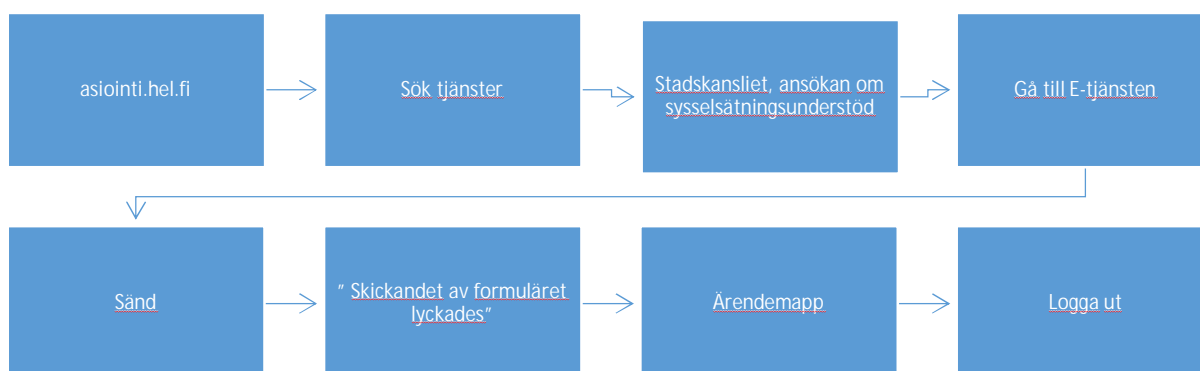 asiointi.hel.fi
Sök tjänster
Stadskansliet, ansökan om
sysselsätningsunderstöd
Gå till E-tjänsten
Sänd
" Skickandet av formuläret
lyckades"
Ärendemapp
Logga ut